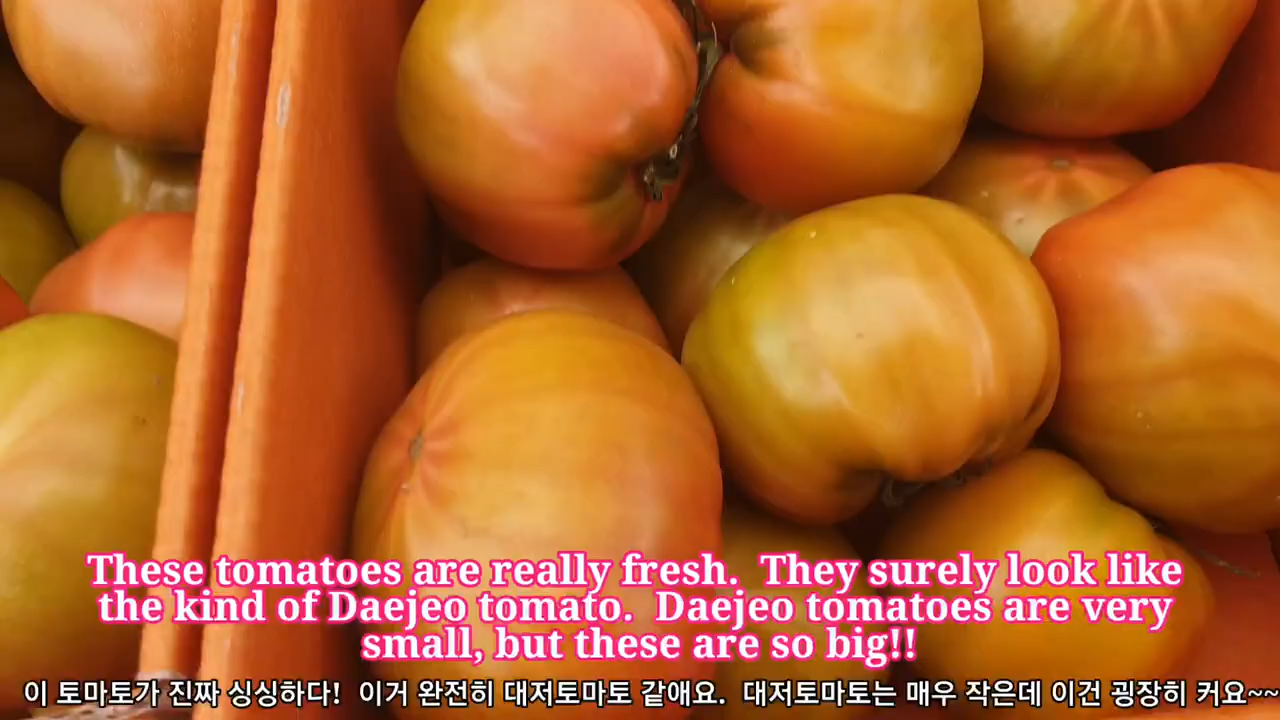 These tomatoes are really fresh.  They surely look like
the kind of Daejeo tomato.  Daejeo tomatoes are very
small, but these are so big!!
이 토마토가 진짜 싱싱하다!  이거 완전히 대저토마토 같애요.  대저토마토는 매우 작은데 이건 굉장히 커요~~